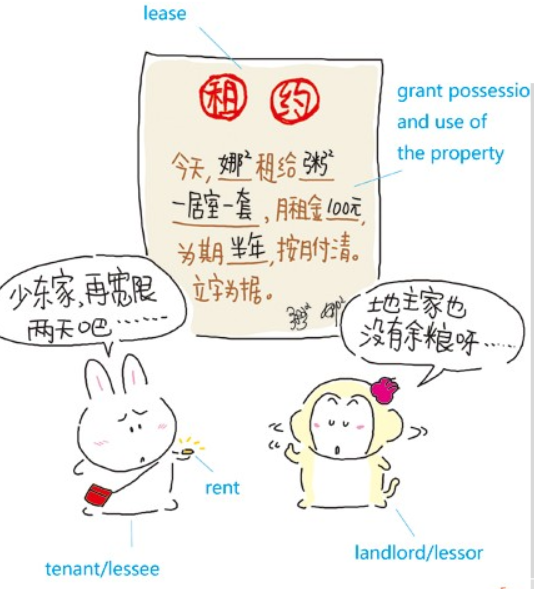 lease
租 约
grant possessio
and use of
the property
今天, 娜² 租给 粥²
一居室一套, 月租金 100元,
为期 半年, 按月付清。
立字为据。
粥² 娜²
少东家,再宽限
两天吧……
地主家也
没有余粮呀……
rent
tenant/lessee
landlord/lessor